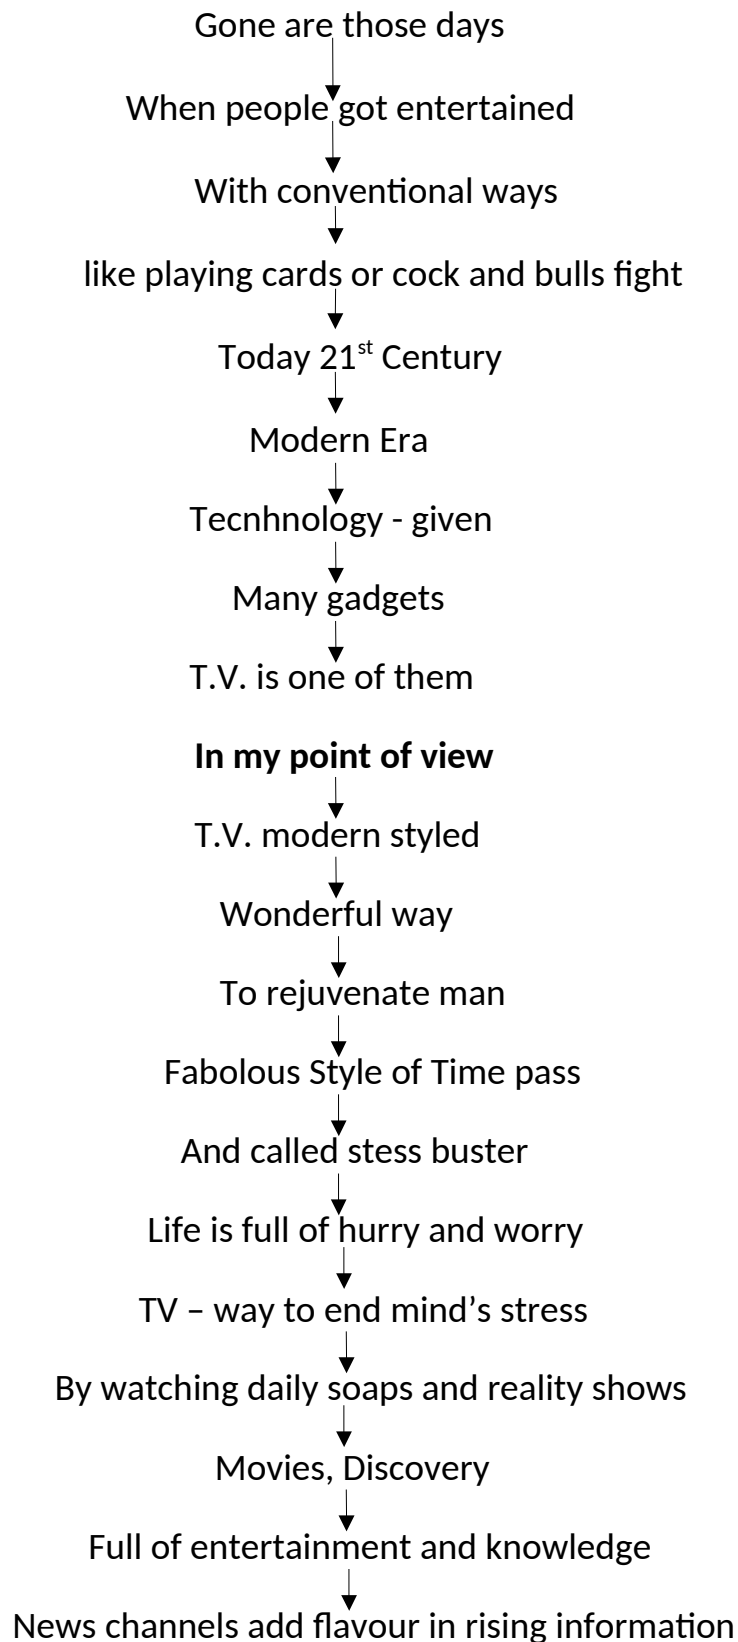 Gone are those days
When people got entertained
With conventional ways
like playing cards or cock and bulls fight
Today 21st Century
Modern Era
Tecnhnology - given
Many gadgets
T.V. is one of them
In my point of view
T.V. modern styled
Wonderful way
To rejuvenate man
Fabolous Style of Time pass
And called stess buster
Life is full of hurry and worry
TV – way to end mind’s stress
By watching daily soaps and reality shows
Movies, Discovery
Full of entertainment and knowledge
News channels add flavour in rising information